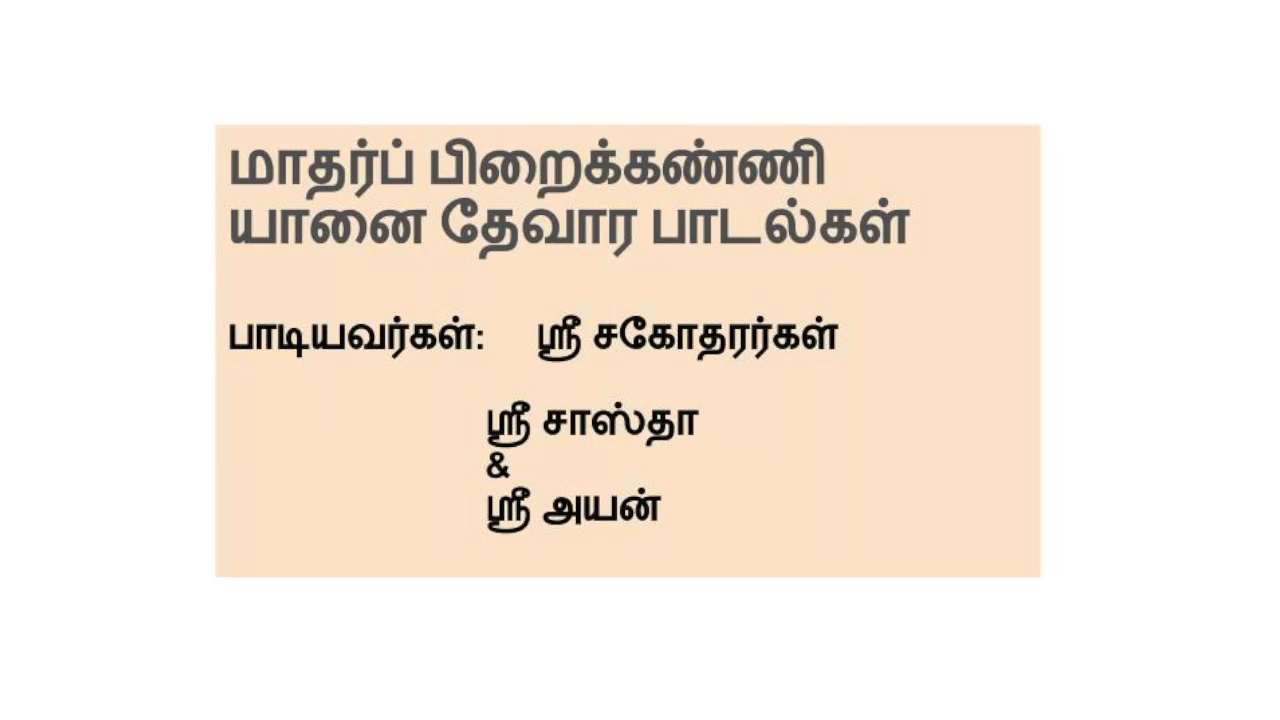 மாதர்ப் பிறைக்கண்ணி
யானை தேவார பாடல்கள்
பாடியவர்கள்: ஸ்ரீ சகோதரர்கள்
ஸ்ரீ சாஸ்தா
&
ஸ்ரீ அயன்